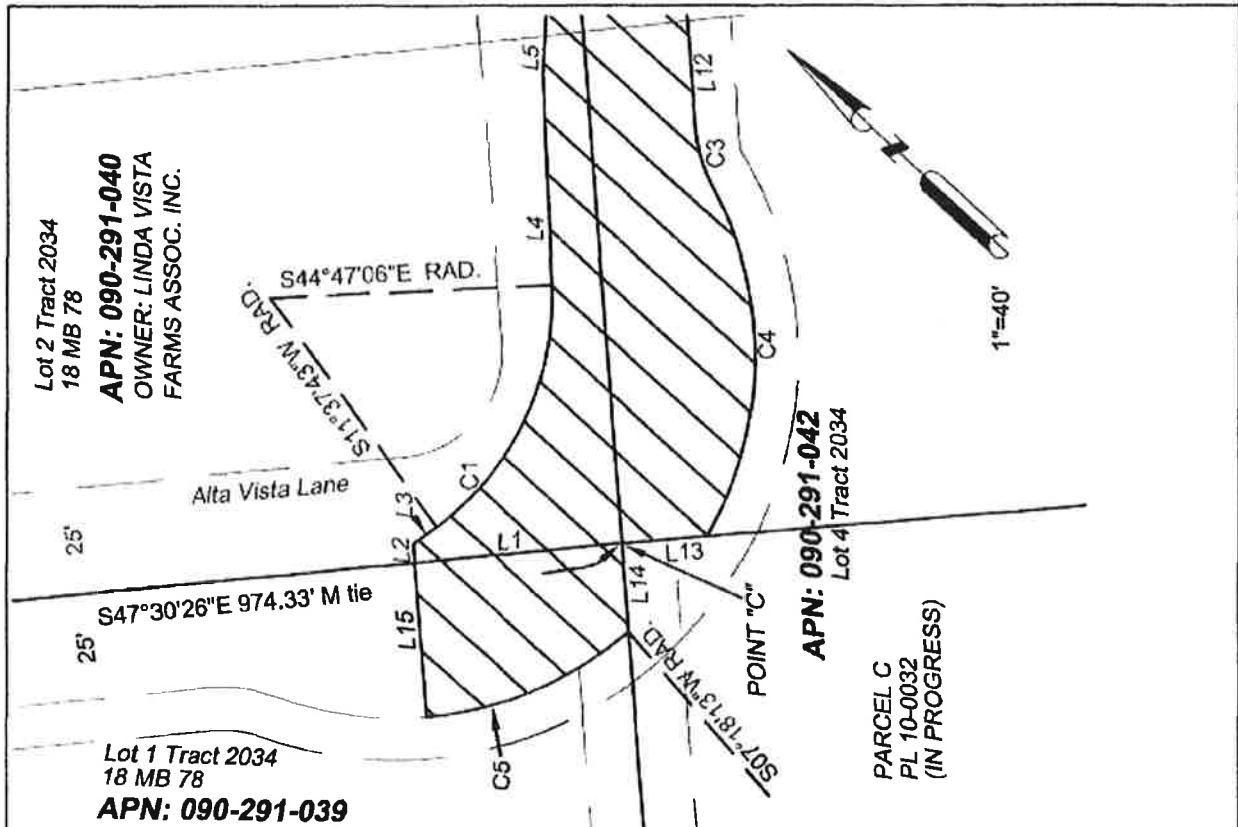 Lot 2 Tract 2034
18 MB 78
APN: 090-291-040
OWNER: LINDA VISTA
FARMS ASSOC. INC.
L5
L12
C3
L4
S44°47'06"E RAD.
S11°37'43"W RAD.
N
1"=40'
C4
C1
Alta Vista Lane
L3
L2
L1
L13
25'
S47°30'26"E 974.33' M tie
25'
L15
L14
POINT "C"
APN: 090-291-042
Lot 4 Tract 2034
S07°18'13"W RAD.
C5
PARCEL C
PL 10-0032
(IN PROGRESS)
Lot 1 Tract 2034
18 MB 78
APN: 090-291-039